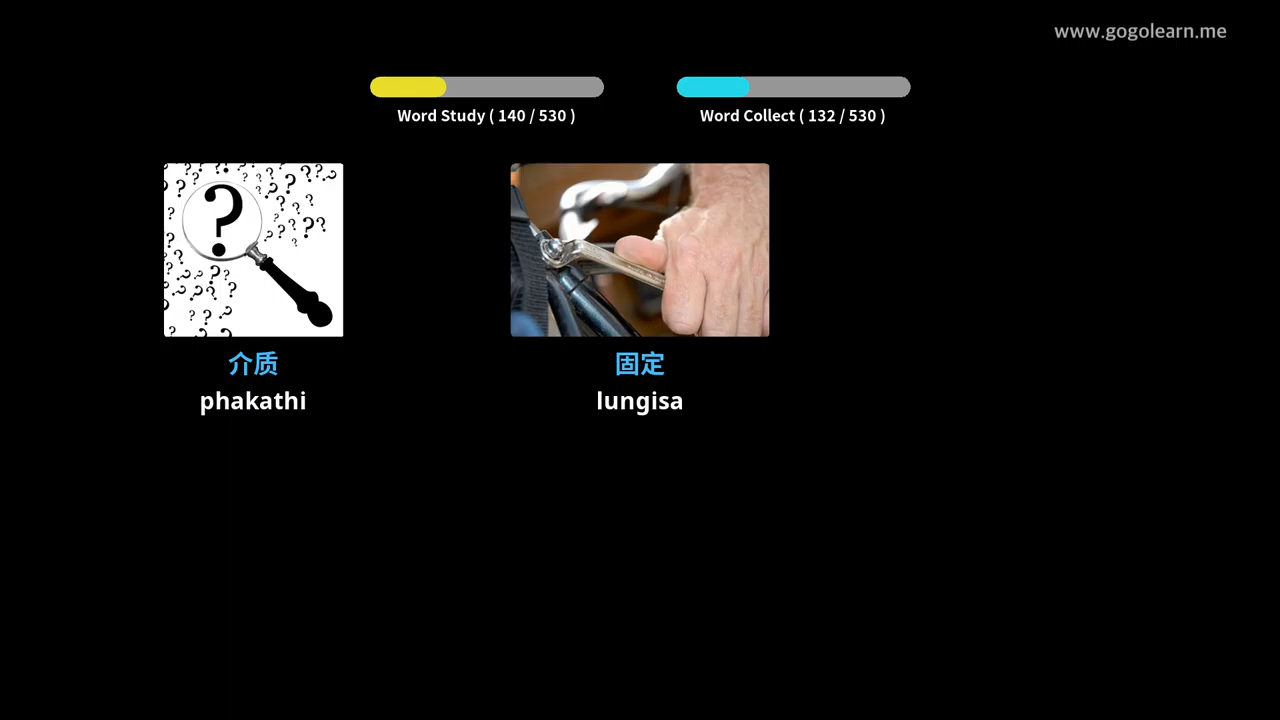 www.gogolearn.me
Word Study ( 140 / 530 )
Word Collect ( 132 / 530 )
介质
phakathi
固定
lungisa